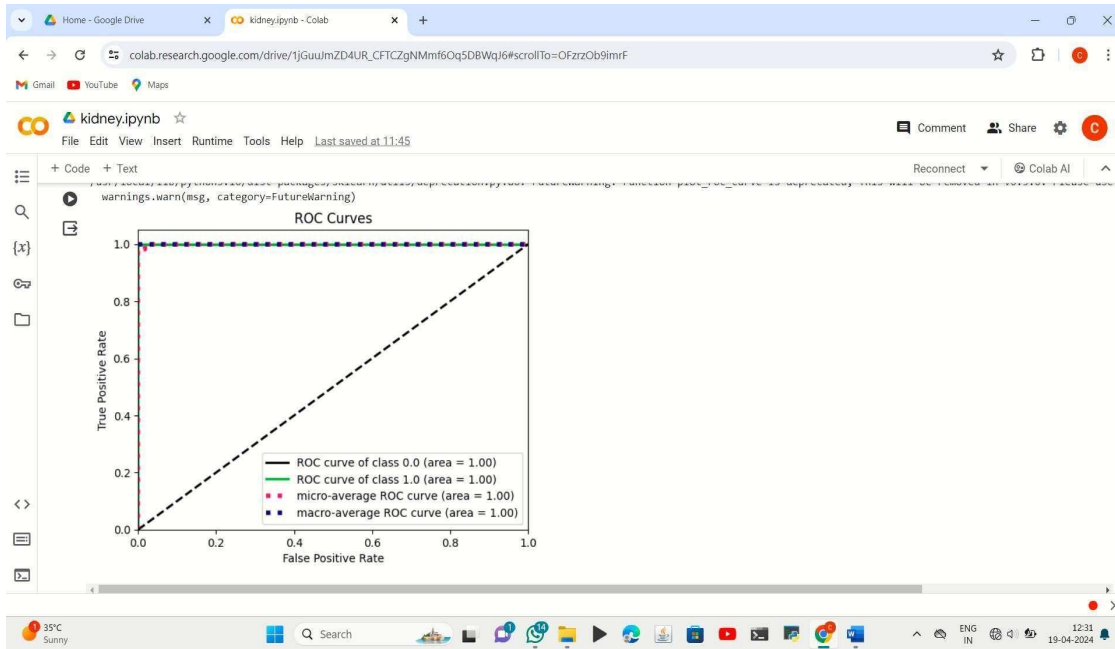 Home - Google Drive
kidney.ipynb - Colab
colab.research.google.com/drive/1jGuuJmZD4UR_CFTCZgNMmf6Oq5DBWqJ6#scrollTo=OFzrzOb9imrF
Gmail YouTube Maps
kidney.ipynb
File Edit View Insert Runtime Tools Help Last saved at 11:45
Comment Share C
+ Code + Text
Reconnect Colab AI
warnings.warn(msg, category=FutureWarning)
ROC Curves
1.0
0.8
0.6
0.4
0.2
0.0
True Positive Rate
ROC curve of class 0.0 (area = 1.00)
ROC curve of class 1.0 (area = 1.00)
micro-average ROC curve (area = 1.00)
macro-average ROC curve (area = 1.00)
0.0 0.2 0.4 0.6 0.8 1.0
False Positive Rate
{x}
35°C
Sunny
Search
ENG
IN
12:31
19-04-2024